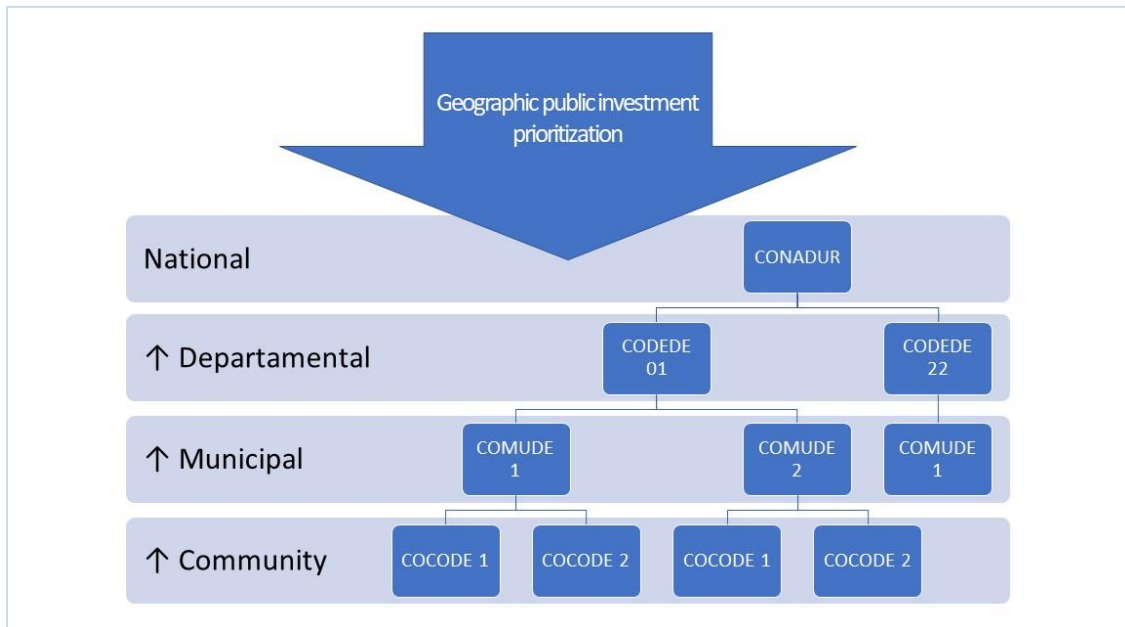 Geographic public investment
prioritization
National
CONADUR
↑ Departamental
CODEDE
01
CODEDE
22
↑ Municipal
COMUDE
1
COMUDE
2
COMUDE
1
↑ Community
COCODE 1
COCODE 2
COCODE 1
COCODE 2